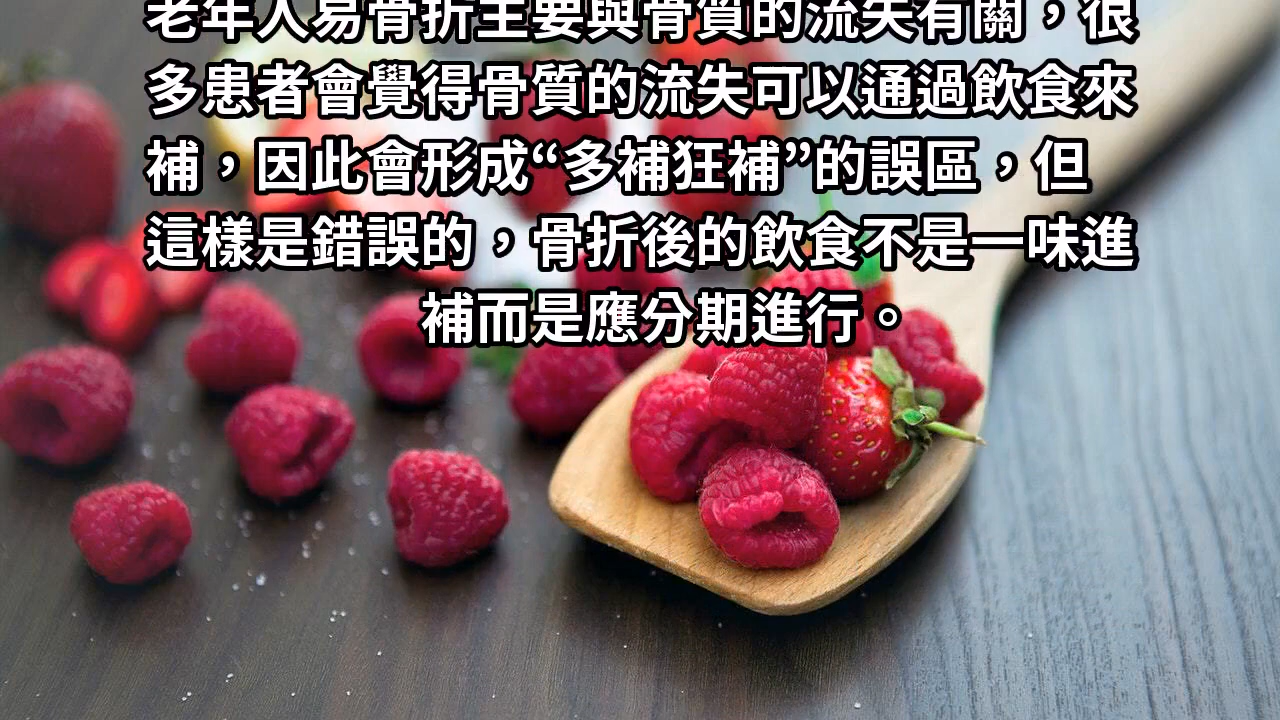 老年人易骨折主要與骨質的流失有關，很
多患者會覺得骨質的流失可以通過飲食來
補，因此會形成“多補狂補”的誤區，但
這樣是錯誤的，骨折後的飲食不是一味進
補而是應分期進行。